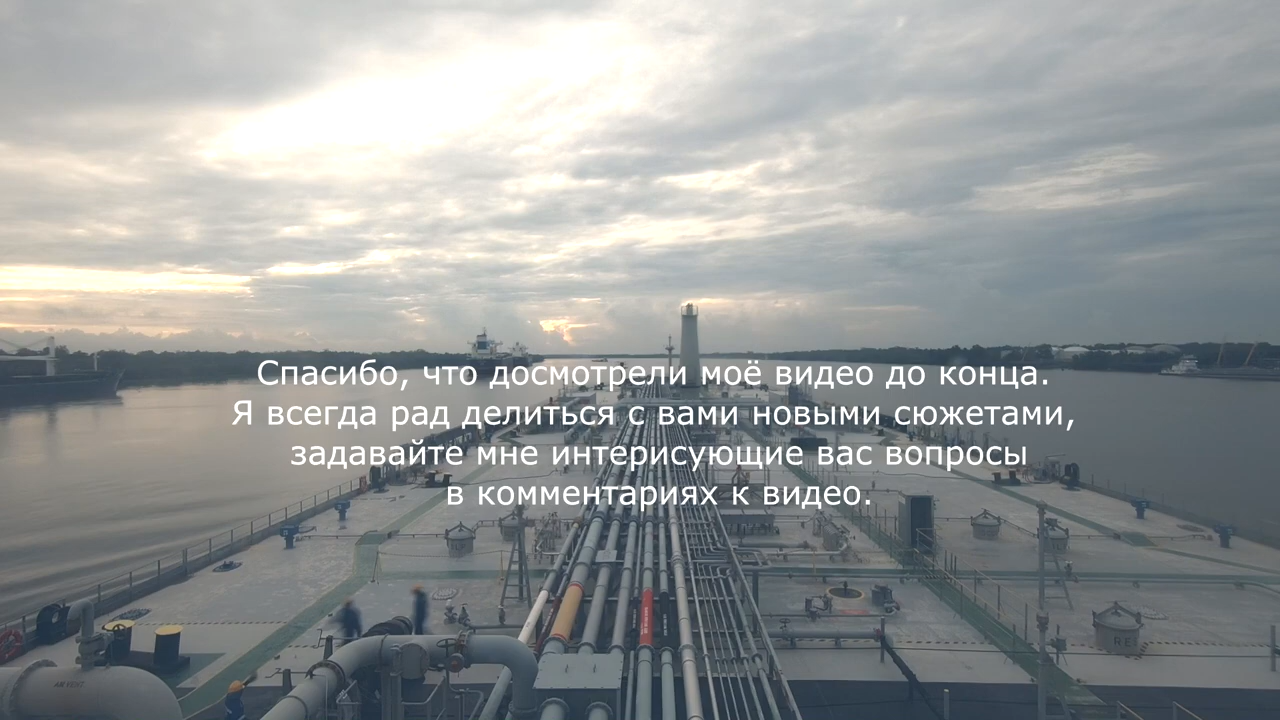 Спасибо, что досмотрели моё видео до конца.
Я всегда рад делиться с вами новыми сюжетами,
задавайте мне интерисующие вас вопросы
в комментариях к видео.